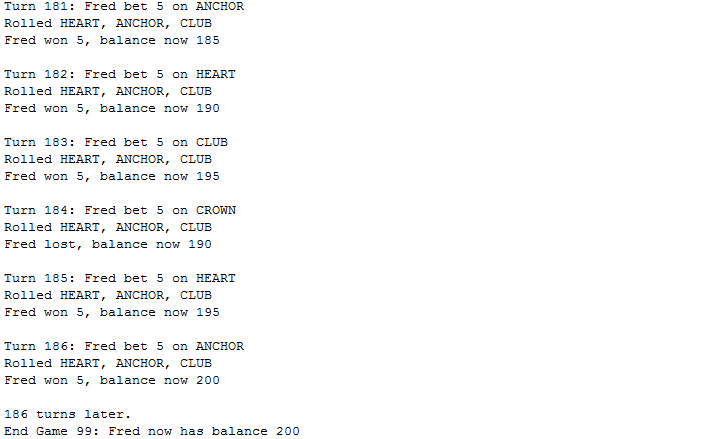 Turn 181: Fred bet 5 on ANCHOR
Rolled HEART, ANCHOR, CLUB
Fred won 5, balance now 185
Turn 182: Fred bet 5 on HEART
Rolled HEART, ANCHOR, CLUB
Fred won 5, balance now 190
Turn 183: Fred bet 5 on CLUB
Rolled HEART, ANCHOR, CLUB
Fred won 5, balance now 195
Turn 184: Fred bet 5 on CROWN
Rolled HEART, ANCHOR, CLUB
Fred lost, balance now 190
Turn 185: Fred bet 5 on HEART
Rolled HEART, ANCHOR, CLUB
Fred won 5, balance now 195
Turn 186: Fred bet 5 on ANCHOR
Rolled HEART, ANCHOR, CLUB
Fred won 5, balance now 200
186 turns later.
End Game 99: Fred now has balance 200